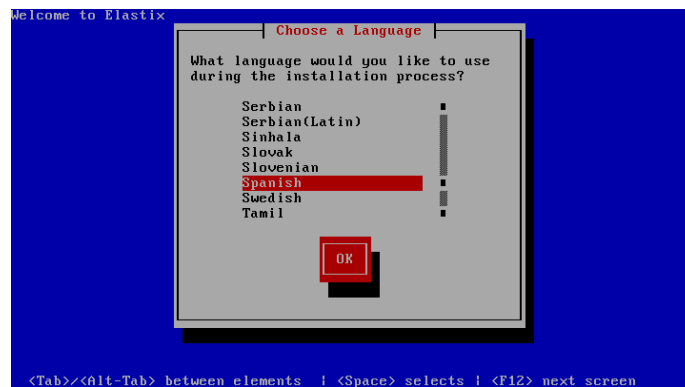 Welcome to Elastix
Choose a Language
What language would you like to use
during the installation process?
Serbian
Serbian(Latin)
Sinhala
Slovak
Slovenian
Spanish
Swedish
Tamil
OK
<Tab>/<Alt-Tab> between elements | <Space> selects | <F12> next screen